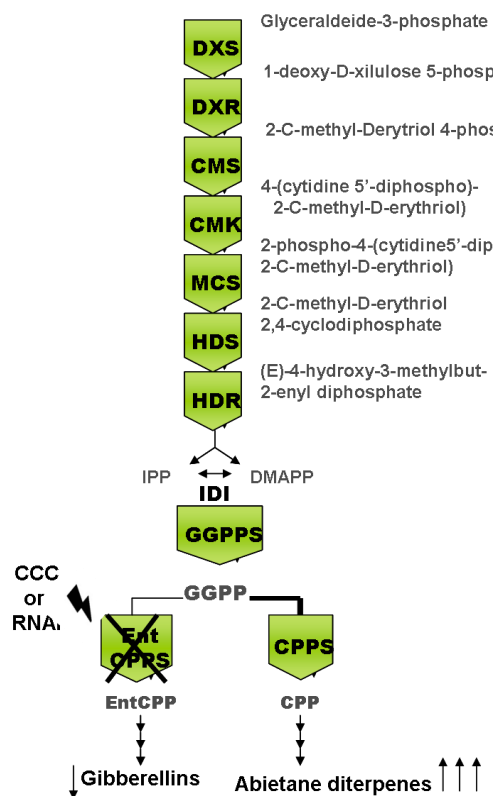 Glyceraldeide-3-phosphate
DXS
1-deoxy-D-xilulose 5-phosp
DXR
2-C-methyl-Derytriol 4-phos
CMS
4-(cytidine 5'-diphospho)-
2-C-methyl-D-erythriol)
CMK
2-phospho-4-(cytidine5'-dip
2-C-methyl-D-erythriol)
MCS
2-C-methyl-D-erythriol
2,4-cyclodiphosphate
HDS
(E)-4-hydroxy-3-methylbut-
2-enyl diphosphate
HDR
IPP DMAPP
IDI
GGPPS
CCC
or
RNAi
GGPP
Ent
CPPS
CPPS
EntCPP CPP
Gibberellins
Abietane diterpenes